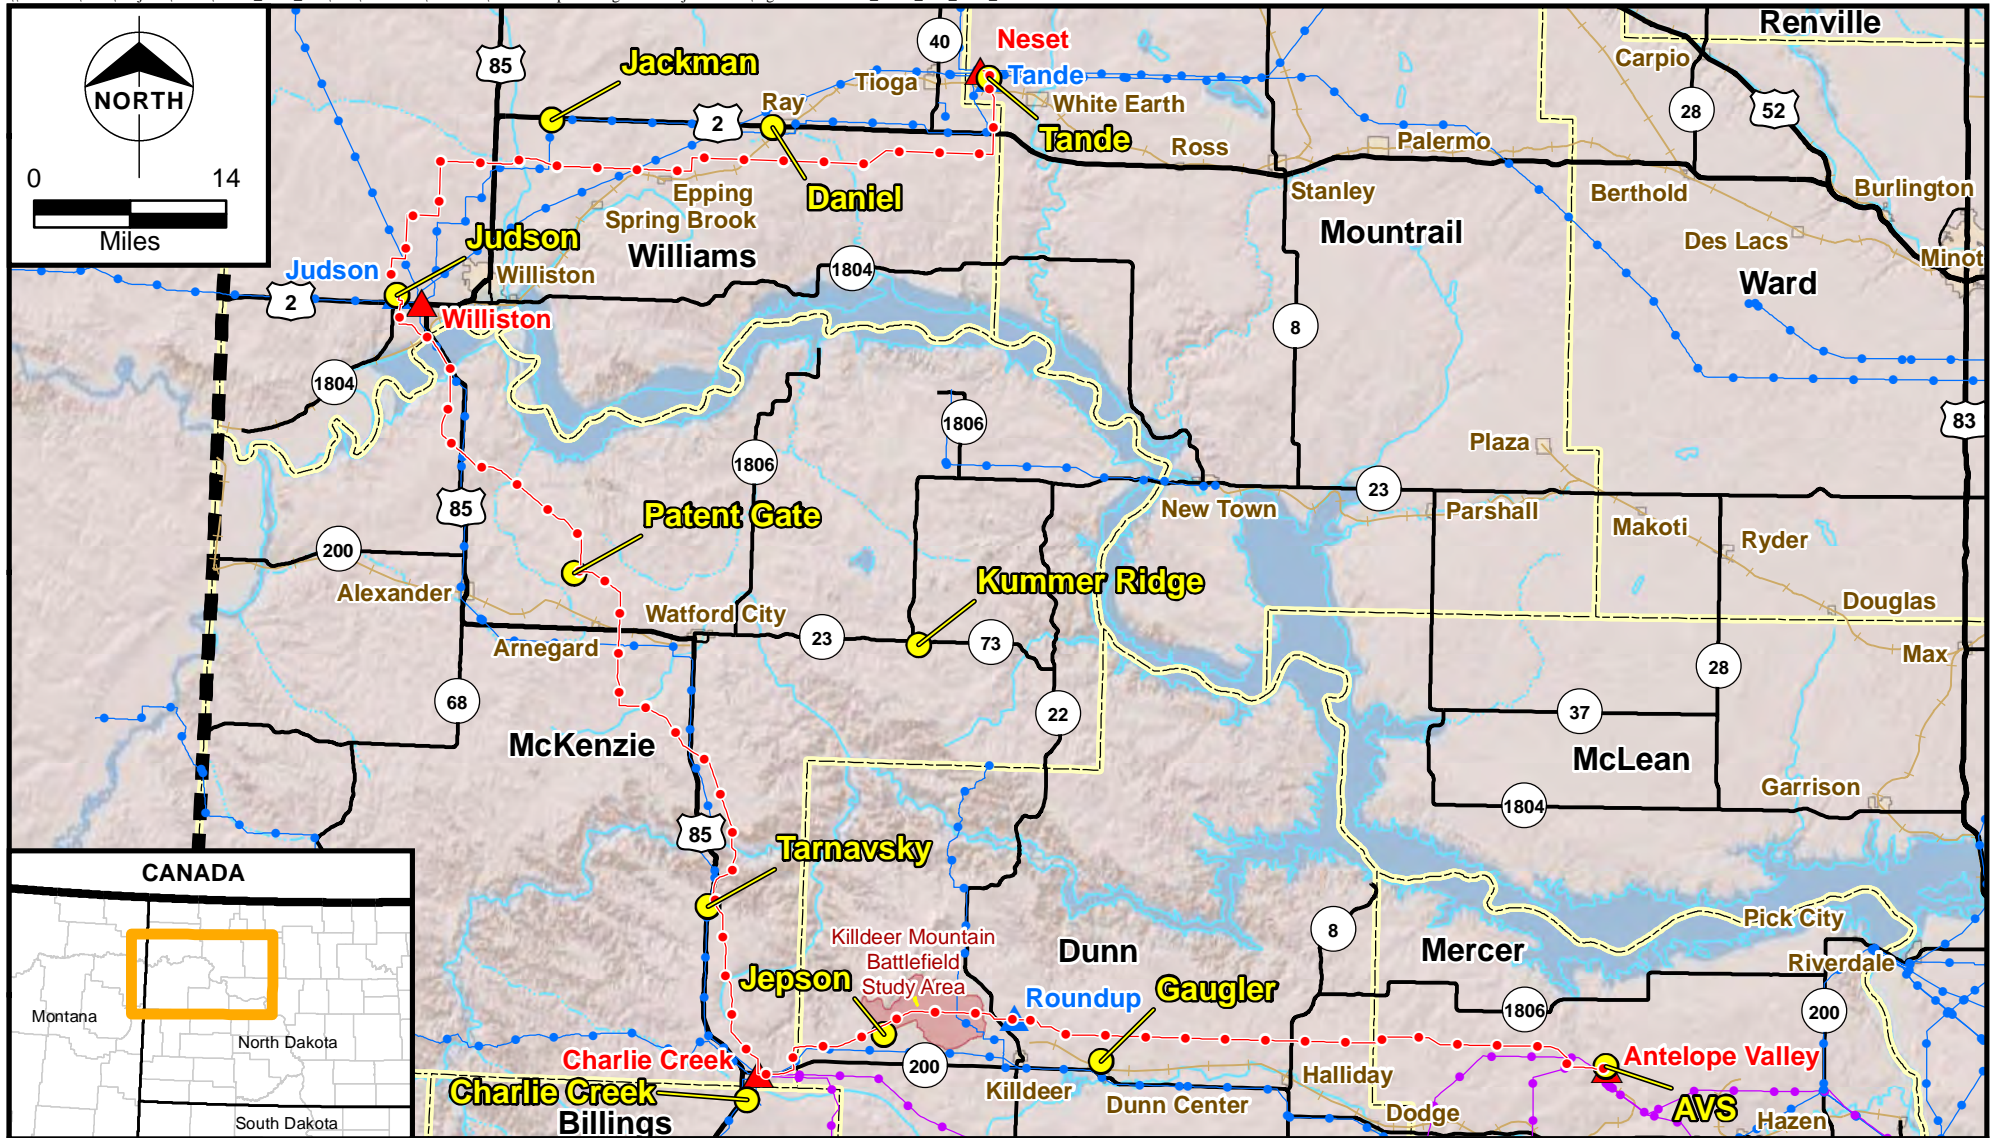 Renville
Neset
40
Carpio
Jackman
85
Tioga
Tande
NORTH
Ray
White Earth
28
52
2
Tande
Palermo
Ross
0
14
Epping
Stanley
Berthold
Burlington
Daniel
Spring Brook
Mountrail
Miles
Judson
Williams
Des Lacs
Minot
Judson
Williston
1804
Ward
2
Williston
8
1804
83
1806
Plaza
1806
23
85
Patent Gate
New Town
Parshall
Makoti
Ryder
200
Kummer Ridge
Alexander
Watford City
Douglas
Arnegard
23
73
Max
28
68
22
37
McKenzie
McLean
Garrison
1804
85
Tarnavsky
CANADA
Pick City
8
Killdeer Mountain
Battlefield
Study Area
Dunn
Mercer
Riverdale
Jepson
Roundup
Gaugler
1806
200
Montana
North Dakota
Charlie Creek
200
Antelope Valley
Charlie Creek
Killdeer
Halliday
Dunn Center
Dodge
AVS
Hazen
South Dakota
Billings